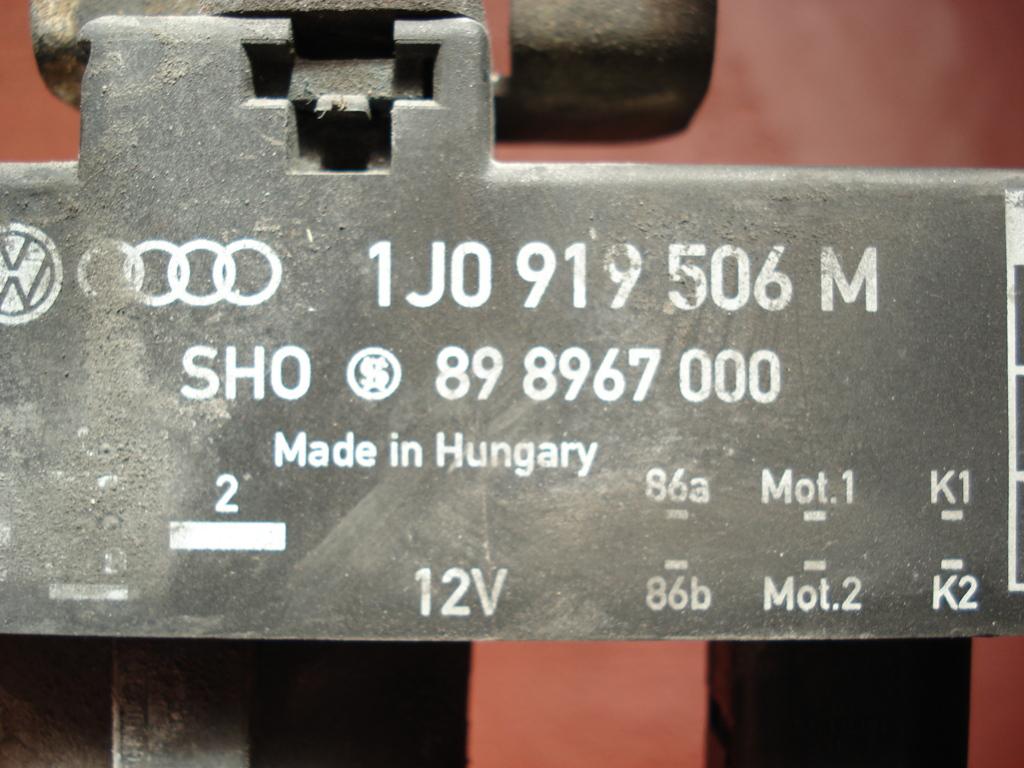 1J0 919 506 M
SHO 89 8967 000
Made in Hungary
2
86a Mot.1 K1
12V 86b Mot.2 K2